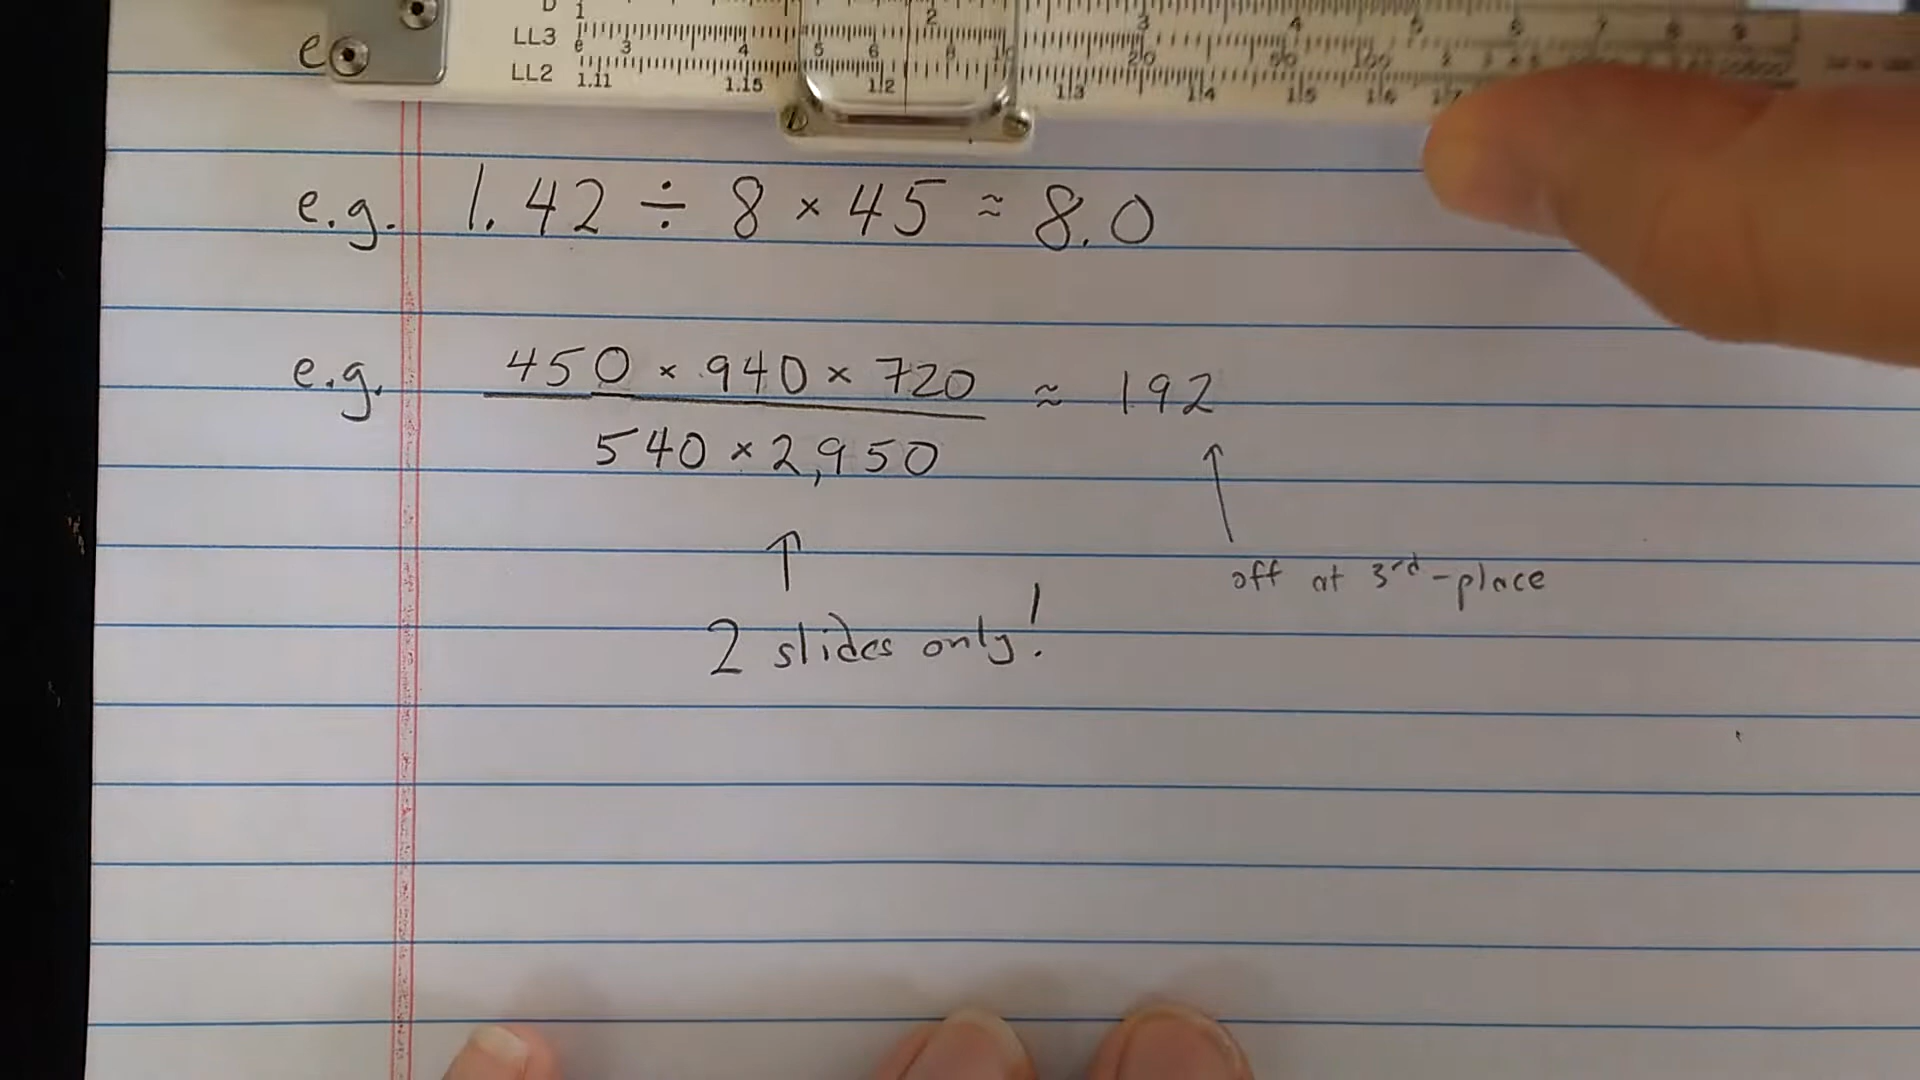 D 1 2 3 4 5 6 7 8 9
LL3 e 3 4 5 6 8 10 20 50 100
LL2 1.11 1.15 1.2 1.3 1.4 1.5 1.6 1.7
e
e.g. 1.42 ÷ 8 × 45 ≈ 8.0
e.g. 450 × 940 × 720 ≈ 192
540 × 2,950
off at 3rd-place
2 slides only!